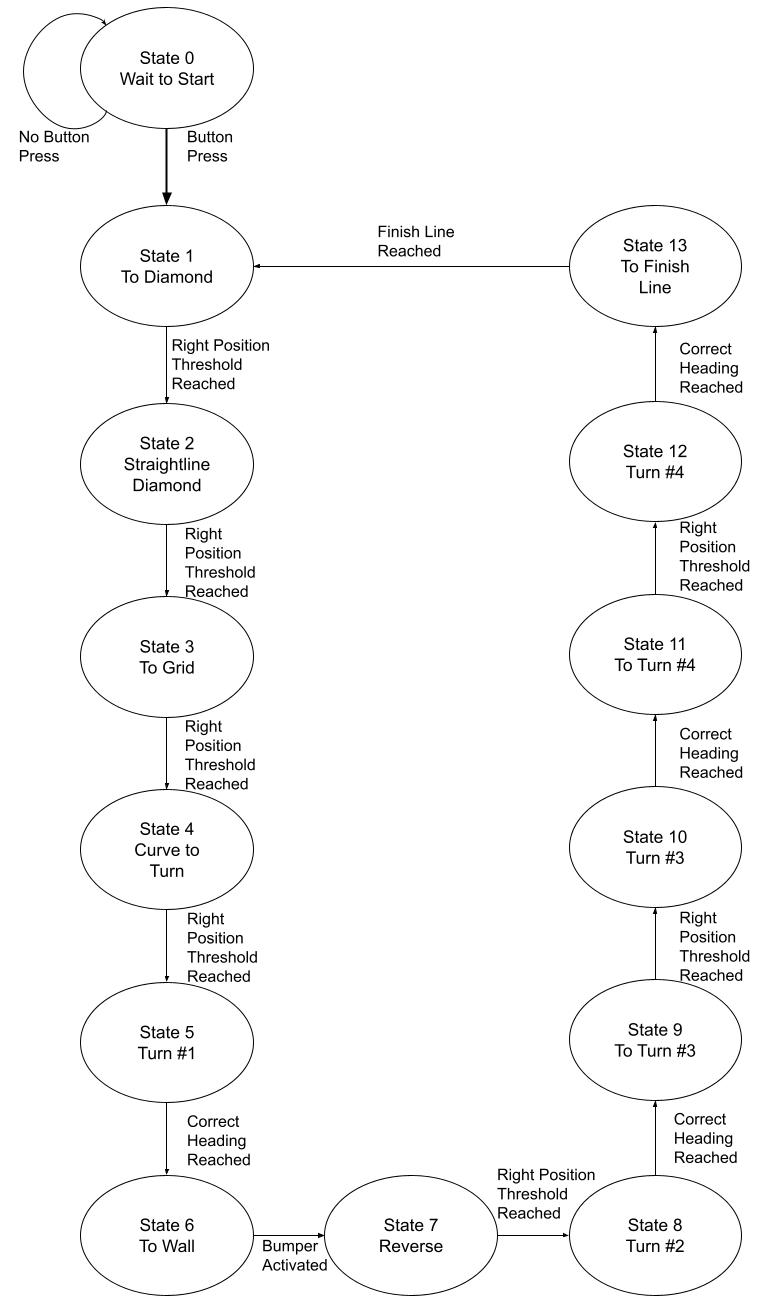 State 0
Wait to Start
No Button
Press
Button
Press
State 1
To Diamond
Finish Line
Reached
State 13
To Finish
Line
Right Position
Threshold
Reached
Correct
Heading
Reached
State 2
Straightline
Diamond
State 12
Turn #4
Right
Position
Threshold
Reached
Right
Position
Threshold
Reached
State 3
To Grid
State 11
To Turn #4
Right
Position
Threshold
Reached
Correct
Heading
Reached
State 4
Curve to
Turn
State 10
Turn #3
Right
Position
Threshold
Reached
Right
Position
Threshold
Reached
State 5
Turn #1
State 9
To Turn #3
Correct
Heading
Reached
Correct
Heading
Reached
State 6
To Wall
Bumper
Activated
State 7
Reverse
Right Position
Threshold
Reached
State 8
Turn #2